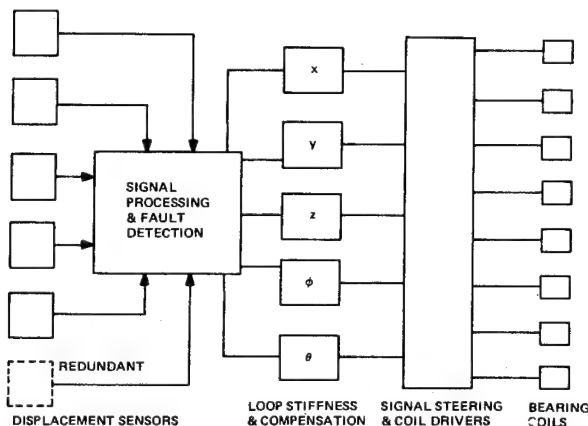 SIGNAL
PROCESSING
& FAULT
DETECTION
x
y
z
ϕ
θ
REDUNDANT
DISPLACEMENT SENSORS
LOOP STIFFNESS
& COMPENSATION
SIGNAL STEERING
& COIL DRIVERS
BEARING
COILS